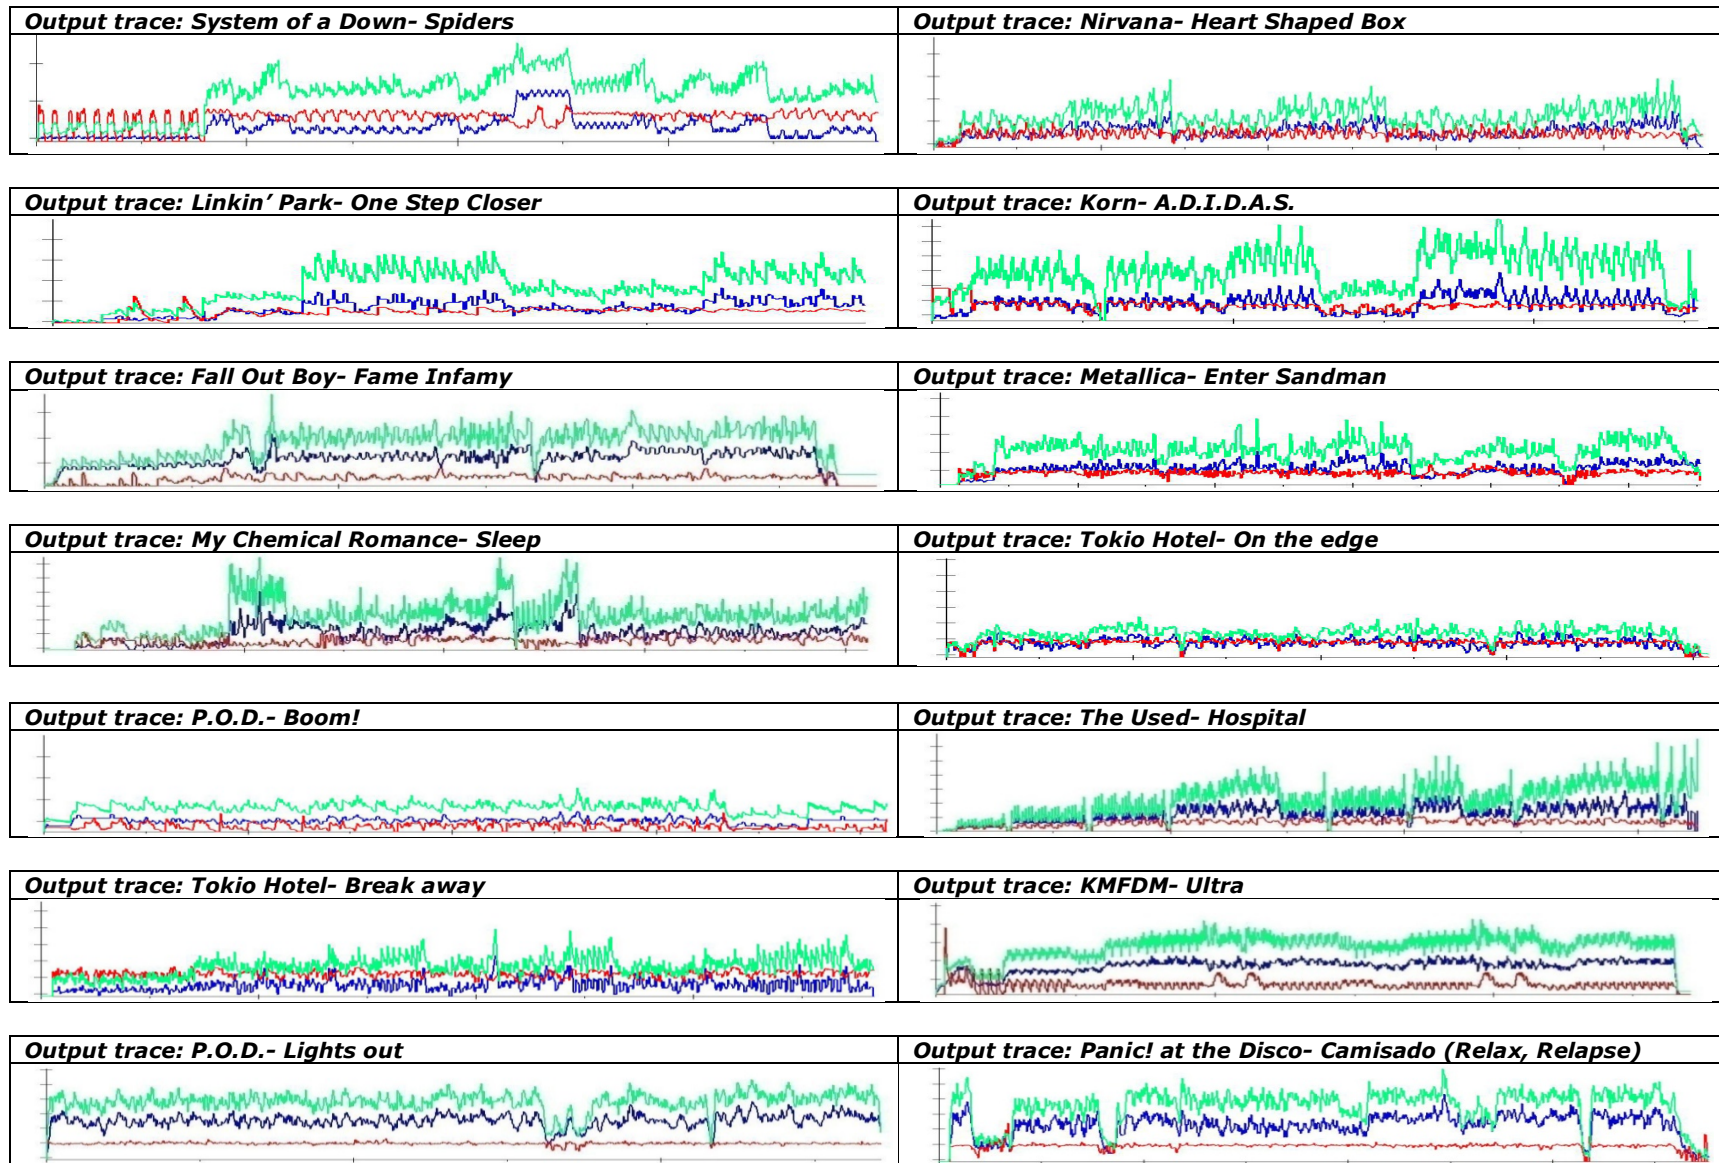 Output trace: System of a Down- Spiders
Output trace: Nirvana- Heart Shaped Box
Output trace: Linkin’ Park- One Step Closer
Output trace: Korn- A.D.I.D.A.S.
Output trace: Fall Out Boy- Fame Infamy
Output trace: Metallica- Enter Sandman
Output trace: My Chemical Romance- Sleep
Output trace: Tokio Hotel- On the edge
Output trace: P.O.D.- Boom!
Output trace: The Used- Hospital
Output trace: Tokio Hotel- Break away
Output trace: KMFDM- Ultra
Output trace: P.O.D.- Lights out
Output trace: Panic! at the Disco- Camisado (Relax, Relapse)